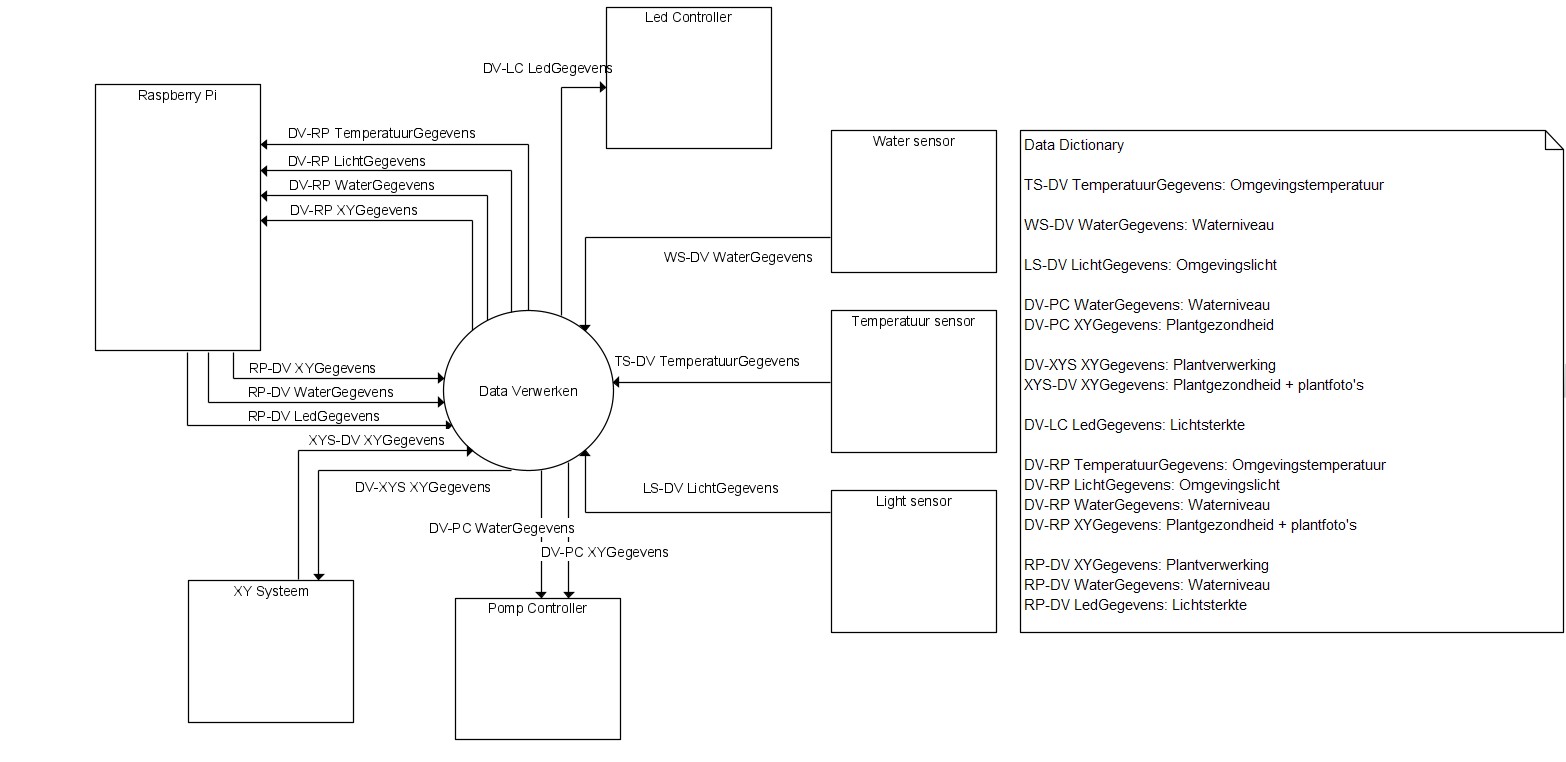 Led Controller
DV-LC LedGegevens
Raspberry Pi
DV-RP TemperatuurGegevens
DV-RP LichtGegevens
DV-RP WaterGegevens
DV-RP XYGegevens
Water sensor
WS-DV WaterGegevens
Temperatuur sensor
TS-DV TemperatuurGegevens
RP-DV XYGegevens
RP-DV WaterGegevens
RP-DV LedGegevens
Data Verwerken
XYS-DV XYGegevens
DV-XYS XYGegevens
LS-DV LichtGegevens
Light sensor
DV-PC WaterGegevens
DV-PC XYGegevens
XY Systeem
Pomp Controller
Data Dictionary
TS-DV TemperatuurGegevens: Omgevingstemperatuur
WS-DV WaterGegevens: Waterniveau
LS-DV LichtGegevens: Omgevingslicht
DV-PC WaterGegevens: Waterniveau
DV-PC XYGegevens: Plantgezondheid
DV-XYS XYGegevens: Plantverwerking
XYS-DV XYGegevens: Plantgezondheid + plantfoto's
DV-LC LedGegevens: Lichtsterkte
DV-RP TemperatuurGegevens: Omgevingstemperatuur
DV-RP LichtGegevens: Omgevingslicht
DV-RP WaterGegevens: Waterniveau
DV-RP XYGegevens: Plantgezondheid + plantfoto's
RP-DV XYGegevens: Plantverwerking
RP-DV WaterGegevens: Waterniveau
RP-DV LedGegevens: Lichtsterkte